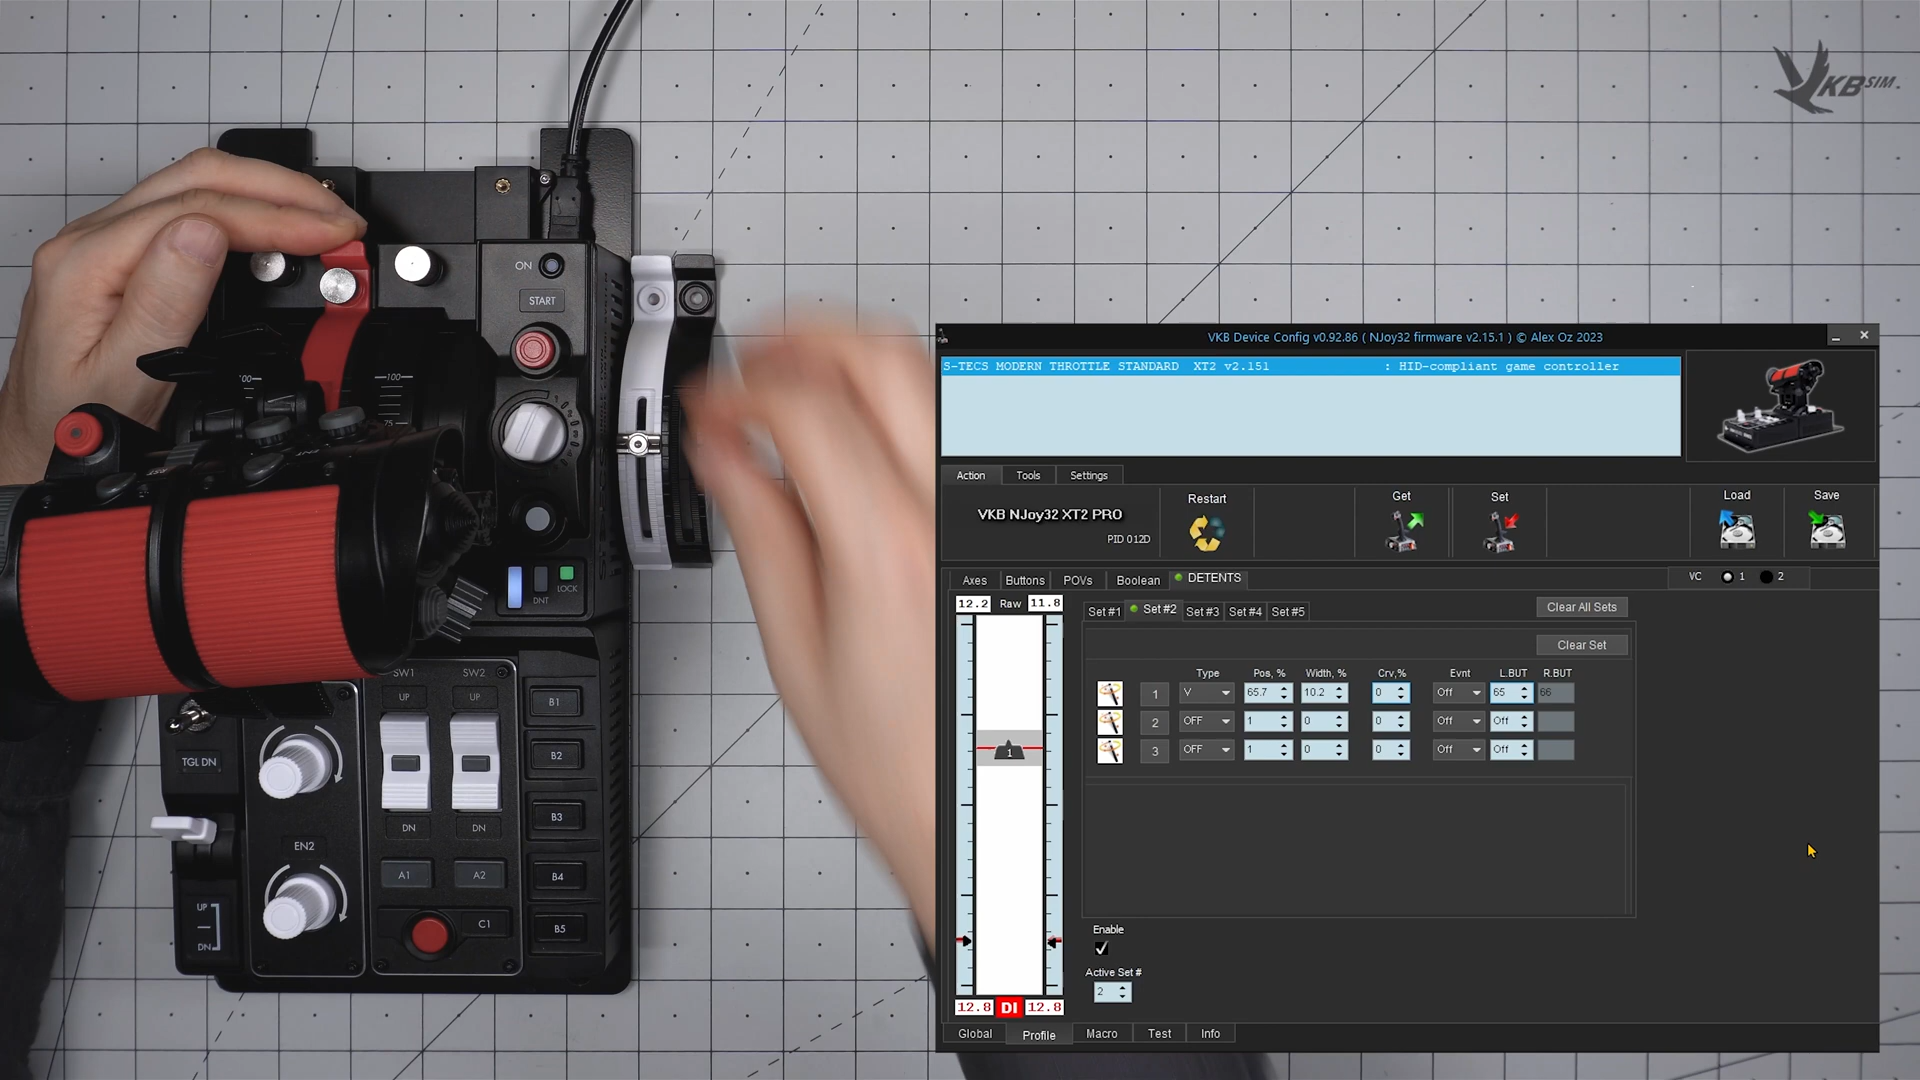 VKBSIM.
ON
START
100
100
75
1
2
DNT
LOCK
SW1
SW2
UP
UP
DN
DN
TGL DN
EN2
A1
A2
C1
UP
DN
B1
B2
B3
B4
B5
VKB Device Config v0.92.86 ( NJoy32 firmware v2.15.1 ) © Alex Oz 2023
S-TECS MODERN THROTTLE STANDARD XT2 v2.151 : HID-compliant game controller
Action Tools Settings
VKB NJoy32 XT2 PRO
PID 012D
Restart
Get
Set
Load
Save
Axes Buttons POVs Boolean DETENTS
VC 1 2
12.2 Raw 11.8
Set #1 Set #2 Set #3 Set #4 Set #5
Clear All Sets
Clear Set
Type Pos, % Width, % Crv,% Evnt L.BUT R.BUT
1 V 65.7 10.2 0 Off 65 66
2 OFF 1 0 0 Off Off
3 OFF 1 0 0 Off Off
1
Enable
Active Set #
2
12.8 DI 12.8
Global Profile Macro Test Info